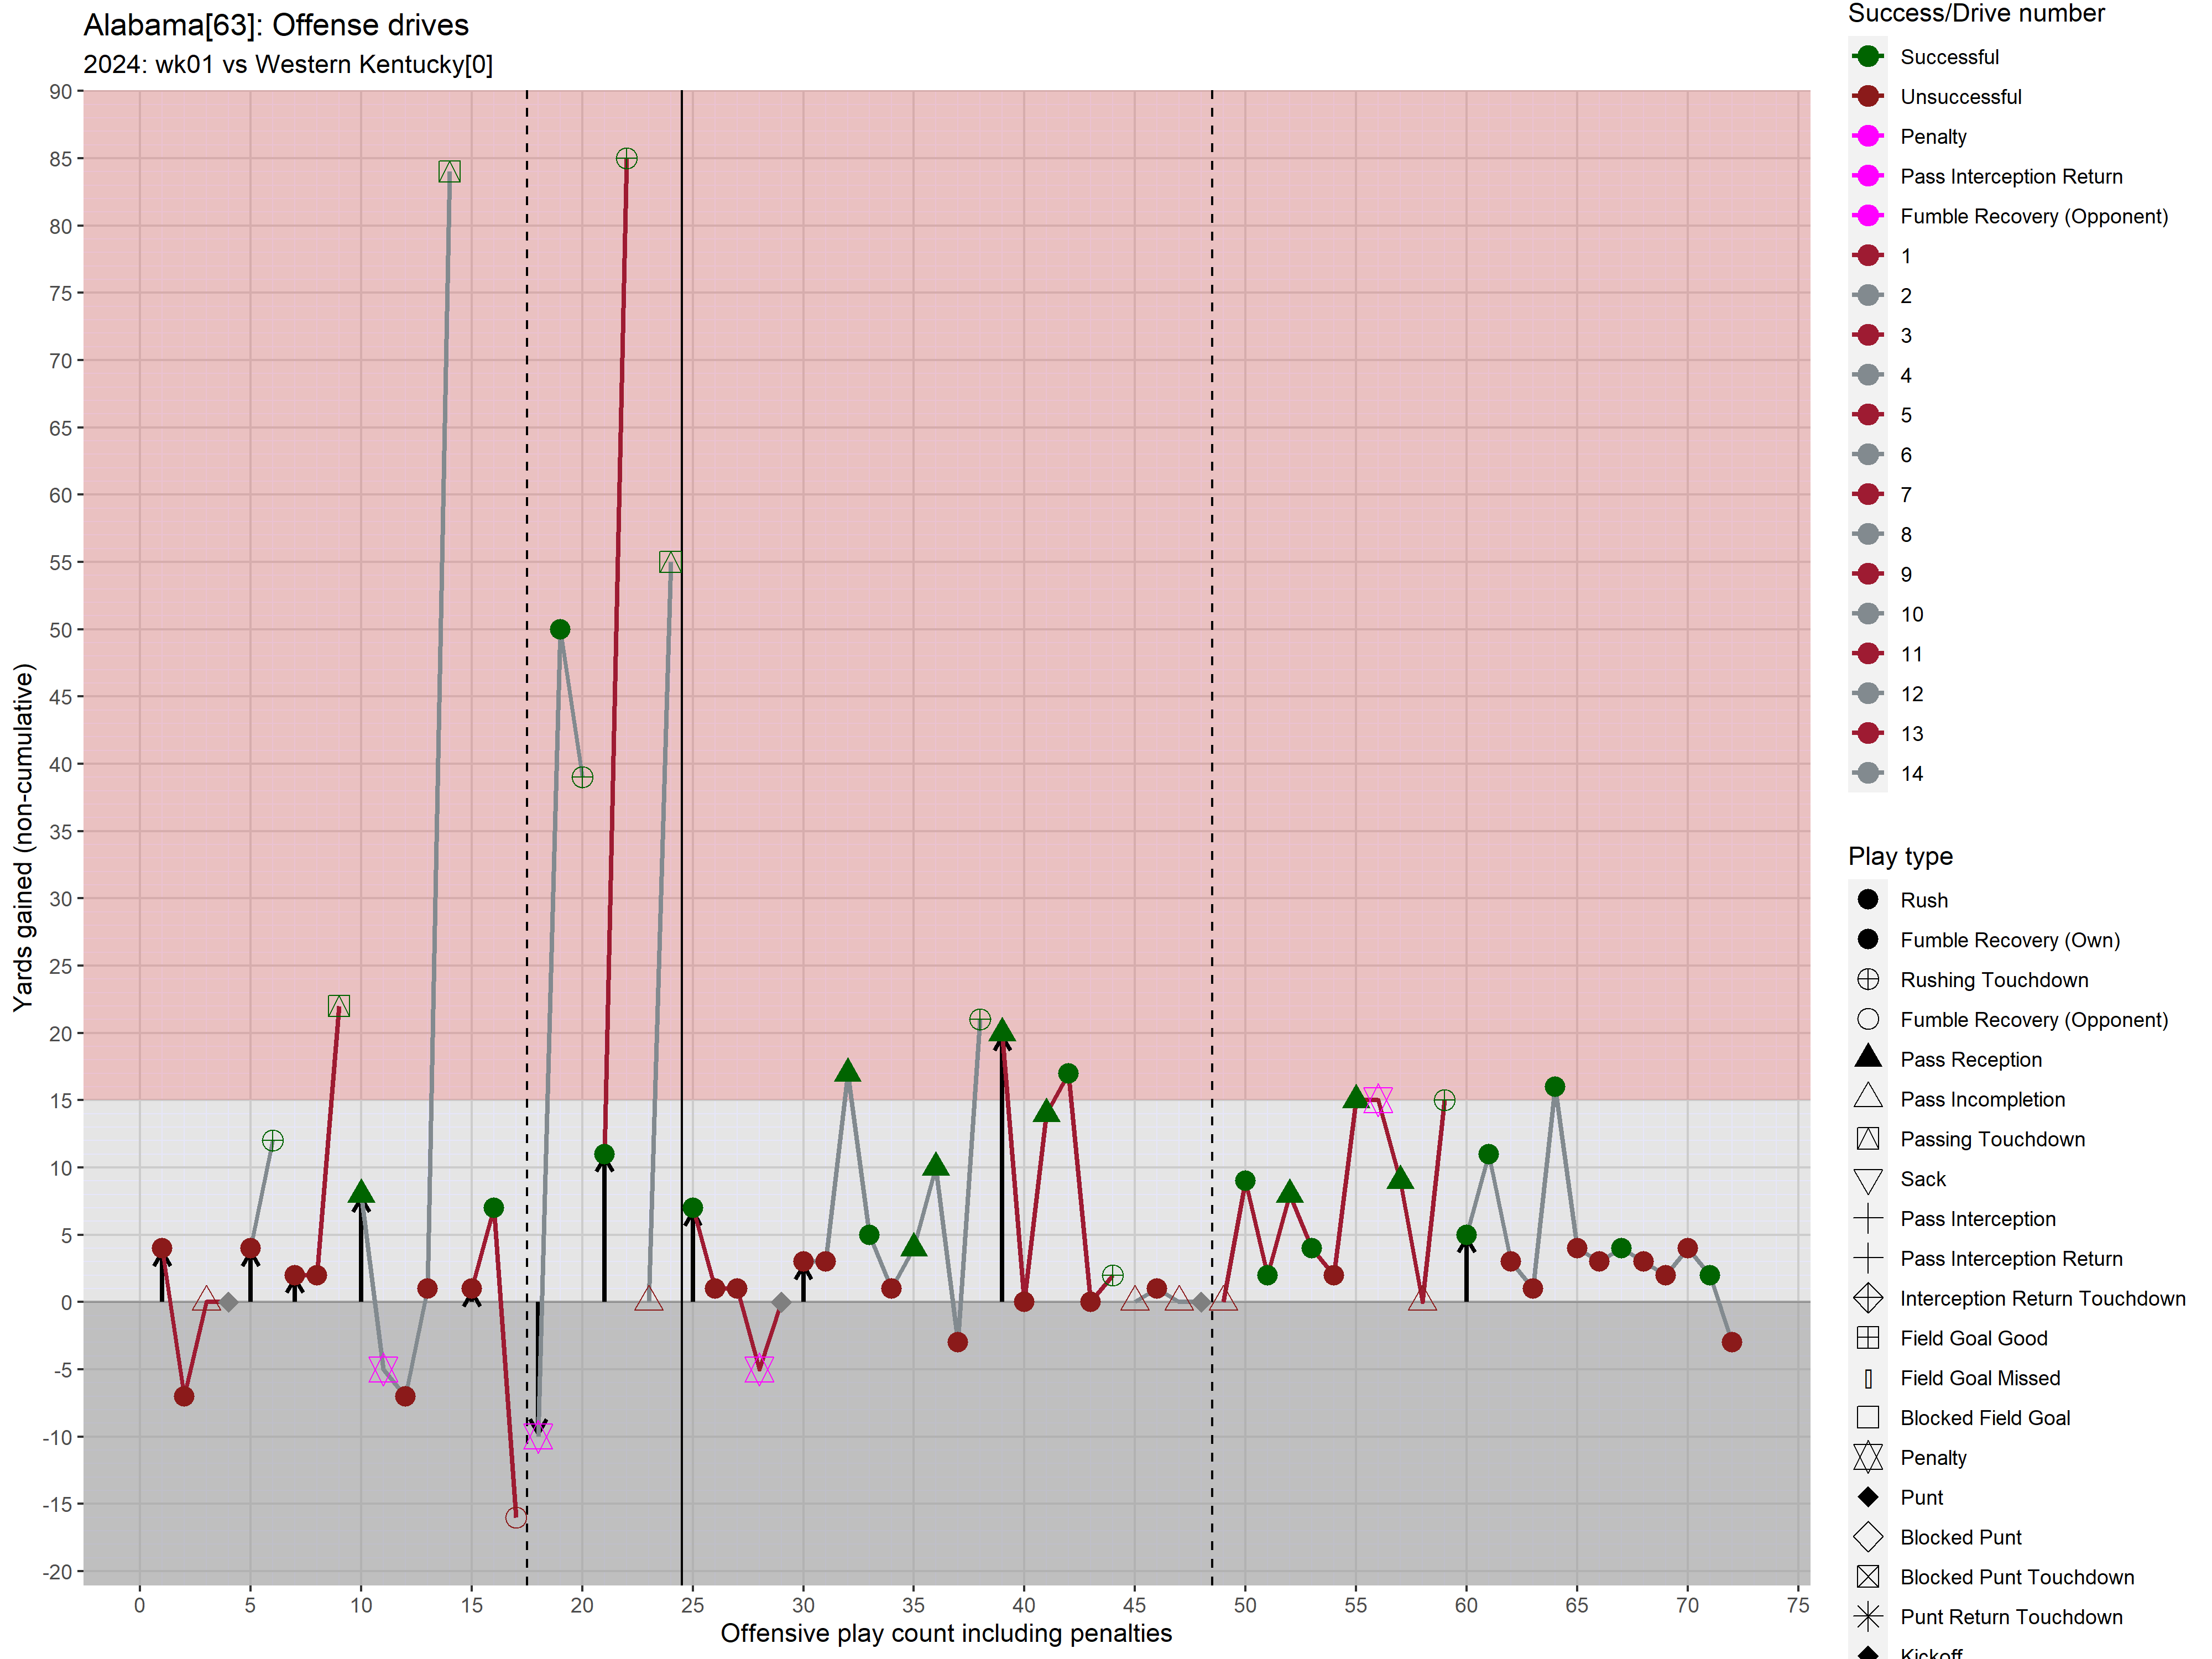 Alabama[63]: Offense drives
2024: wk01 vs Western Kentucky[0]
Yards gained (non-cumulative)
90
85
80
75
70
65
60
55
50
45
40
35
30
25
20
15
10
5
0
-5
-10
-15
-20
0 5 10 15 20 25 30 35 40 45 50 55 60 65 70 75
Offensive play count including penalties
Success/Drive number
Successful
Unsuccessful
Penalty
Pass Interception Return
Fumble Recovery (Opponent)
1
2
3
4
5
6
7
8
9
10
11
12
13
14
Play type
Rush
Fumble Recovery (Own)
Rushing Touchdown
Fumble Recovery (Opponent)
Pass Reception
Pass Incompletion
Passing Touchdown
Sack
Pass Interception
Pass Interception Return
Interception Return Touchdown
Field Goal Good
Field Goal Missed
Blocked Field Goal
Penalty
Punt
Blocked Punt
Blocked Punt Touchdown
Punt Return Touchdown
Kickoff